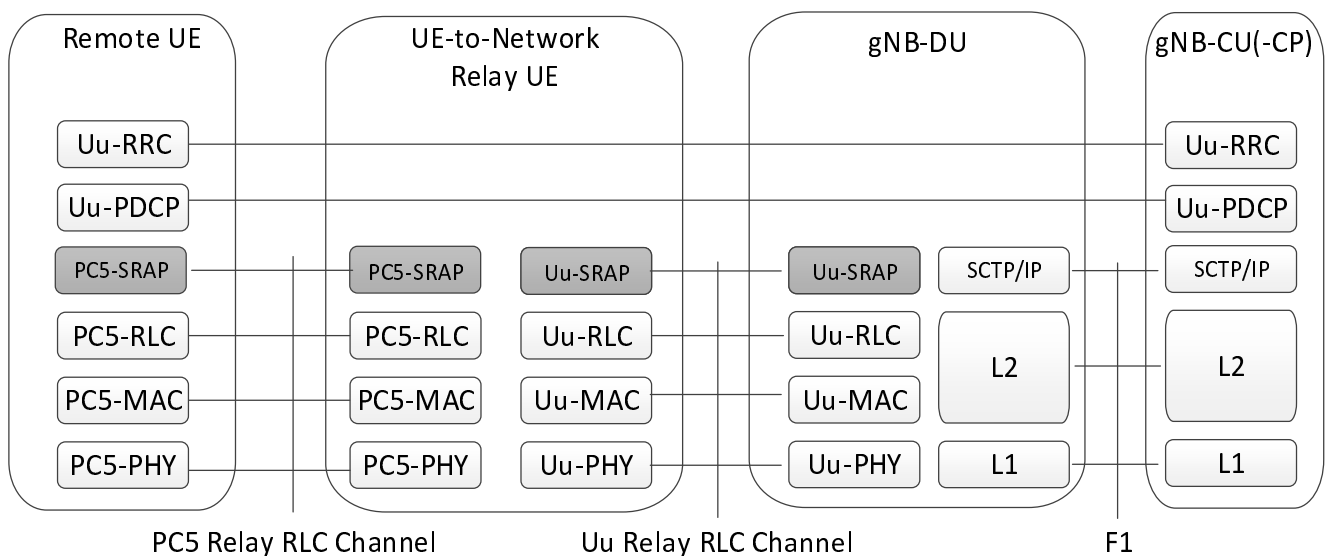 Remote UE
UE-to-Network
Relay UE
gNB-DU
gNB-CU(-CP)
Uu-RRC
Uu-RRC
Uu-PDCP
Uu-PDCP
PC5-SRAP
PC5-SRAP
Uu-SRAP
Uu-SRAP
SCTP/IP
SCTP/IP
PC5-RLC
PC5-RLC
Uu-RLC
Uu-RLC
L2
L2
PC5-MAC
PC5-MAC
Uu-MAC
Uu-MAC
PC5-PHY
PC5-PHY
Uu-PHY
Uu-PHY
L1
L1
PC5 Relay RLC Channel
Uu Relay RLC Channel
F1